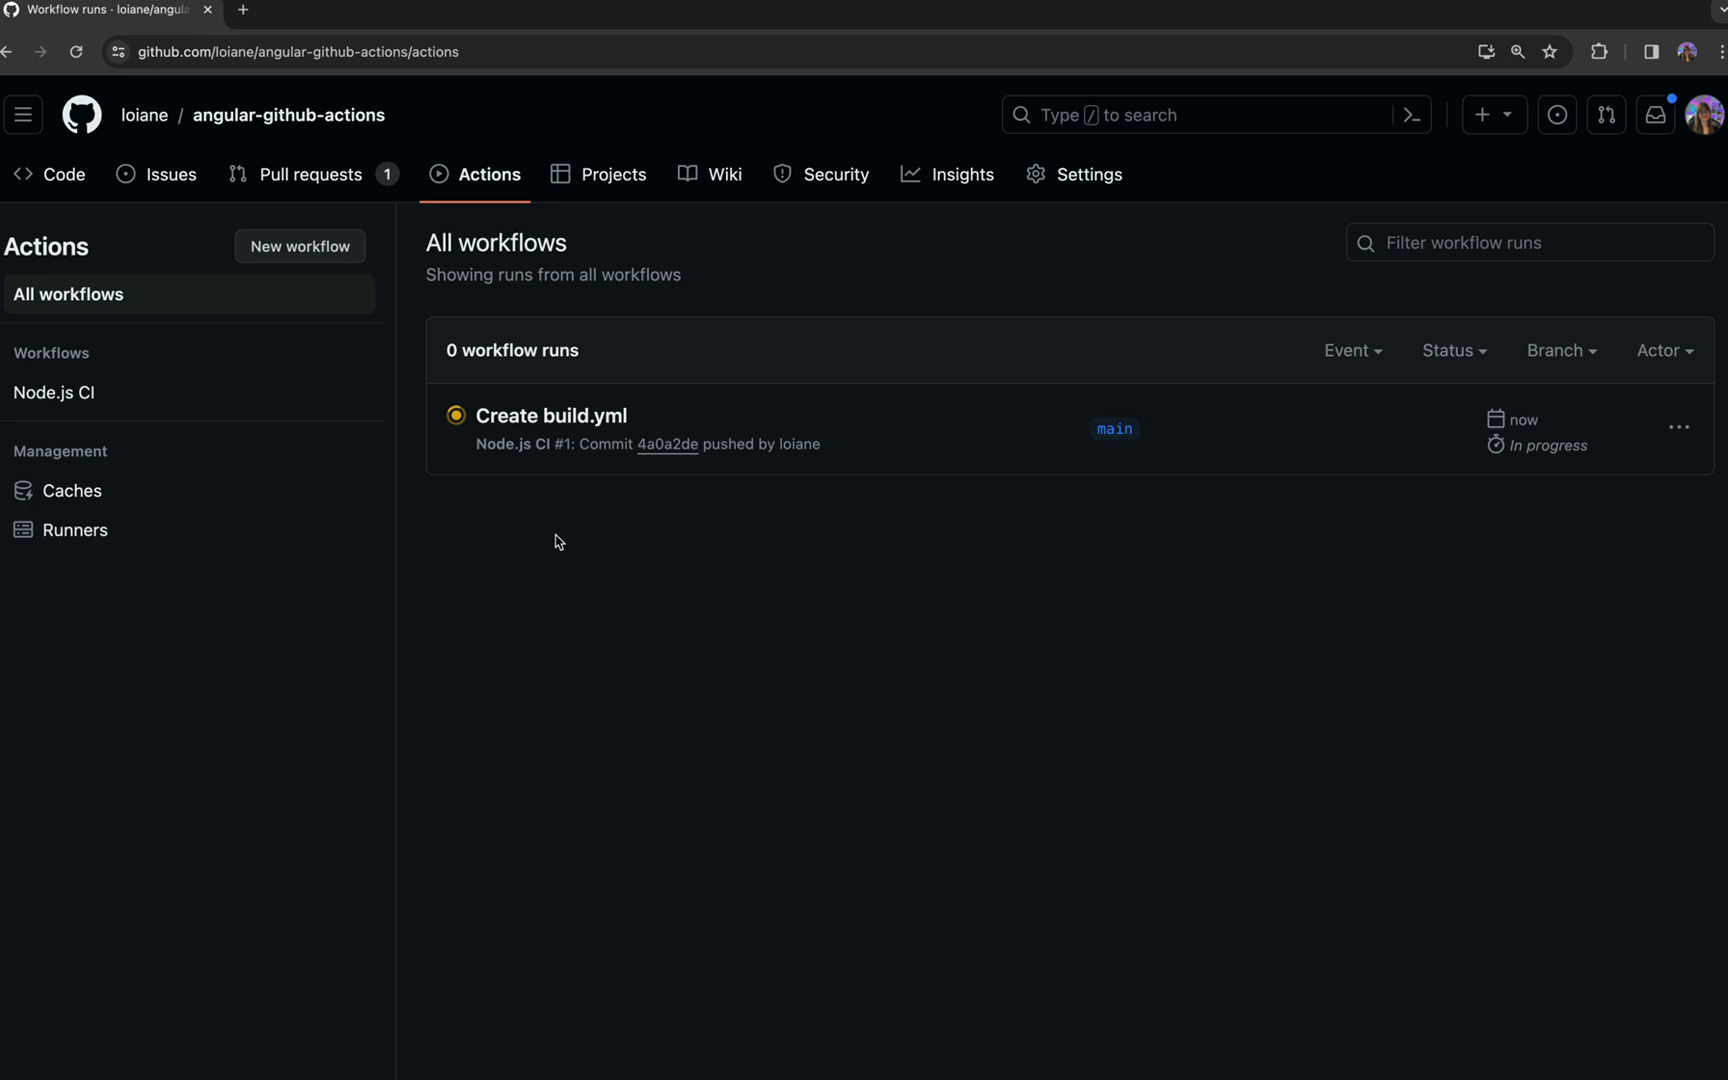 Workflow runs · loiane/angula
github.com/loiane/angular-github-actions/actions
loiane / angular-github-actions
Type / to search
Code
Issues
Pull requests 1
Actions
Projects
Wiki
Security
Insights
Settings
Actions
New workflow
All workflows
Workflows
Node.js CI
Management
Caches
Runners
All workflows
Showing runs from all workflows
Filter workflow runs
0 workflow runs
Event
Status
Branch
Actor
Create build.yml
Node.js CI #1: Commit 4a0a2de pushed by loiane
main
now
In progress